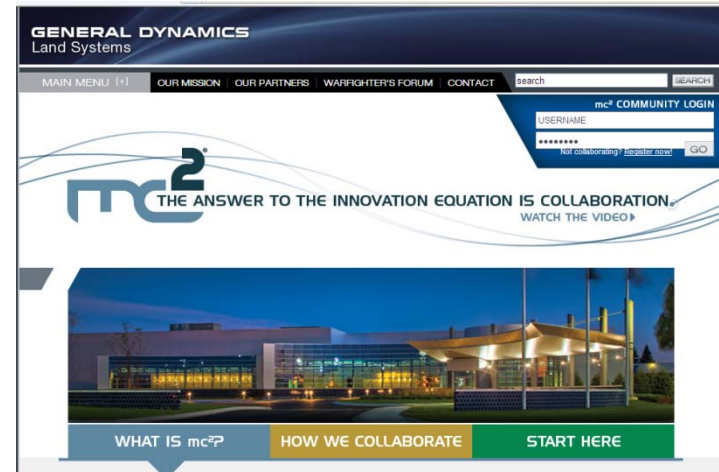 GENERAL DYNAMICS
Land Systems
MAIN MENU [+] OUR MISSION OUR PARTNERS WARFIGHTER'S FORUM CONTACT search SEARCH
mc² COMMUNITY LOGIN
USERNAME
••••••••
Not collaborating? Register now! GO
mc²
THE ANSWER TO THE INNOVATION EQUATION IS COLLABORATION.
WATCH THE VIDEO
WHAT IS mc²? HOW WE COLLABORATE START HERE